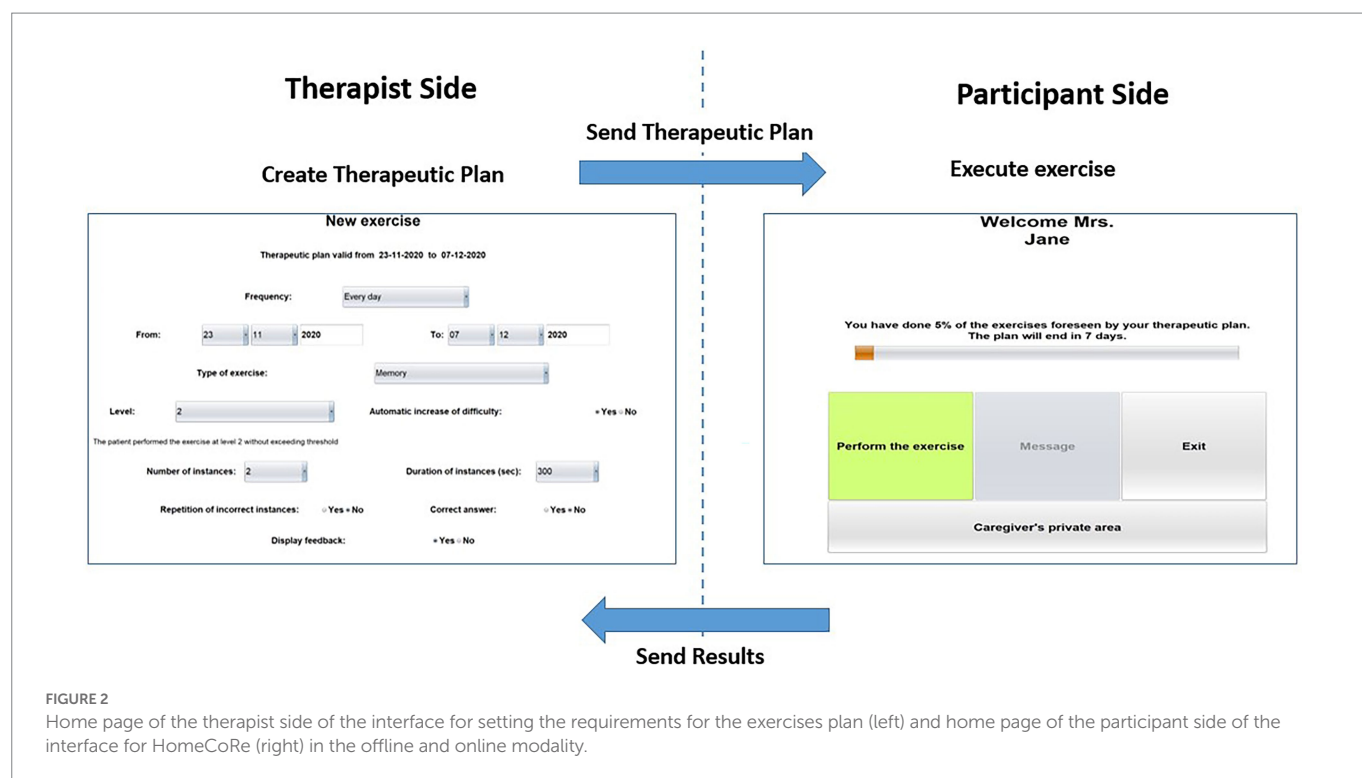 Therapist Side
Participant Side
Send Therapeutic Plan
Create Therapeutic Plan
Execute exercise
New exercise
Therapeutic plan valid from 23-11-2020 to 07-12-2020
Frequency: Every day
From: 23 11 2020 To: 07 12 2020
Type of exercise: Memory
Level: 2 Automatic increase of difficulty: Yes No
The patient performed the exercise at level 2 without exceeding threshold
Number of instances: 2 Duration of instances (sec): 300
Repetition of incorrect instances: Yes No Correct answer: Yes No
Display feedback: Yes No
Welcome Mrs.
Jane
You have done 5% of the exercises foreseen by your therapeutic plan.
The plan will end in 7 days.
Perform the exercise Message Exit
Caregiver's private area
Send Results
FIGURE 2
Home page of the therapist side of the interface for setting the requirements for the exercises plan (left) and home page of the participant side of the
interface for HomeCoRe (right) in the offline and online modality.